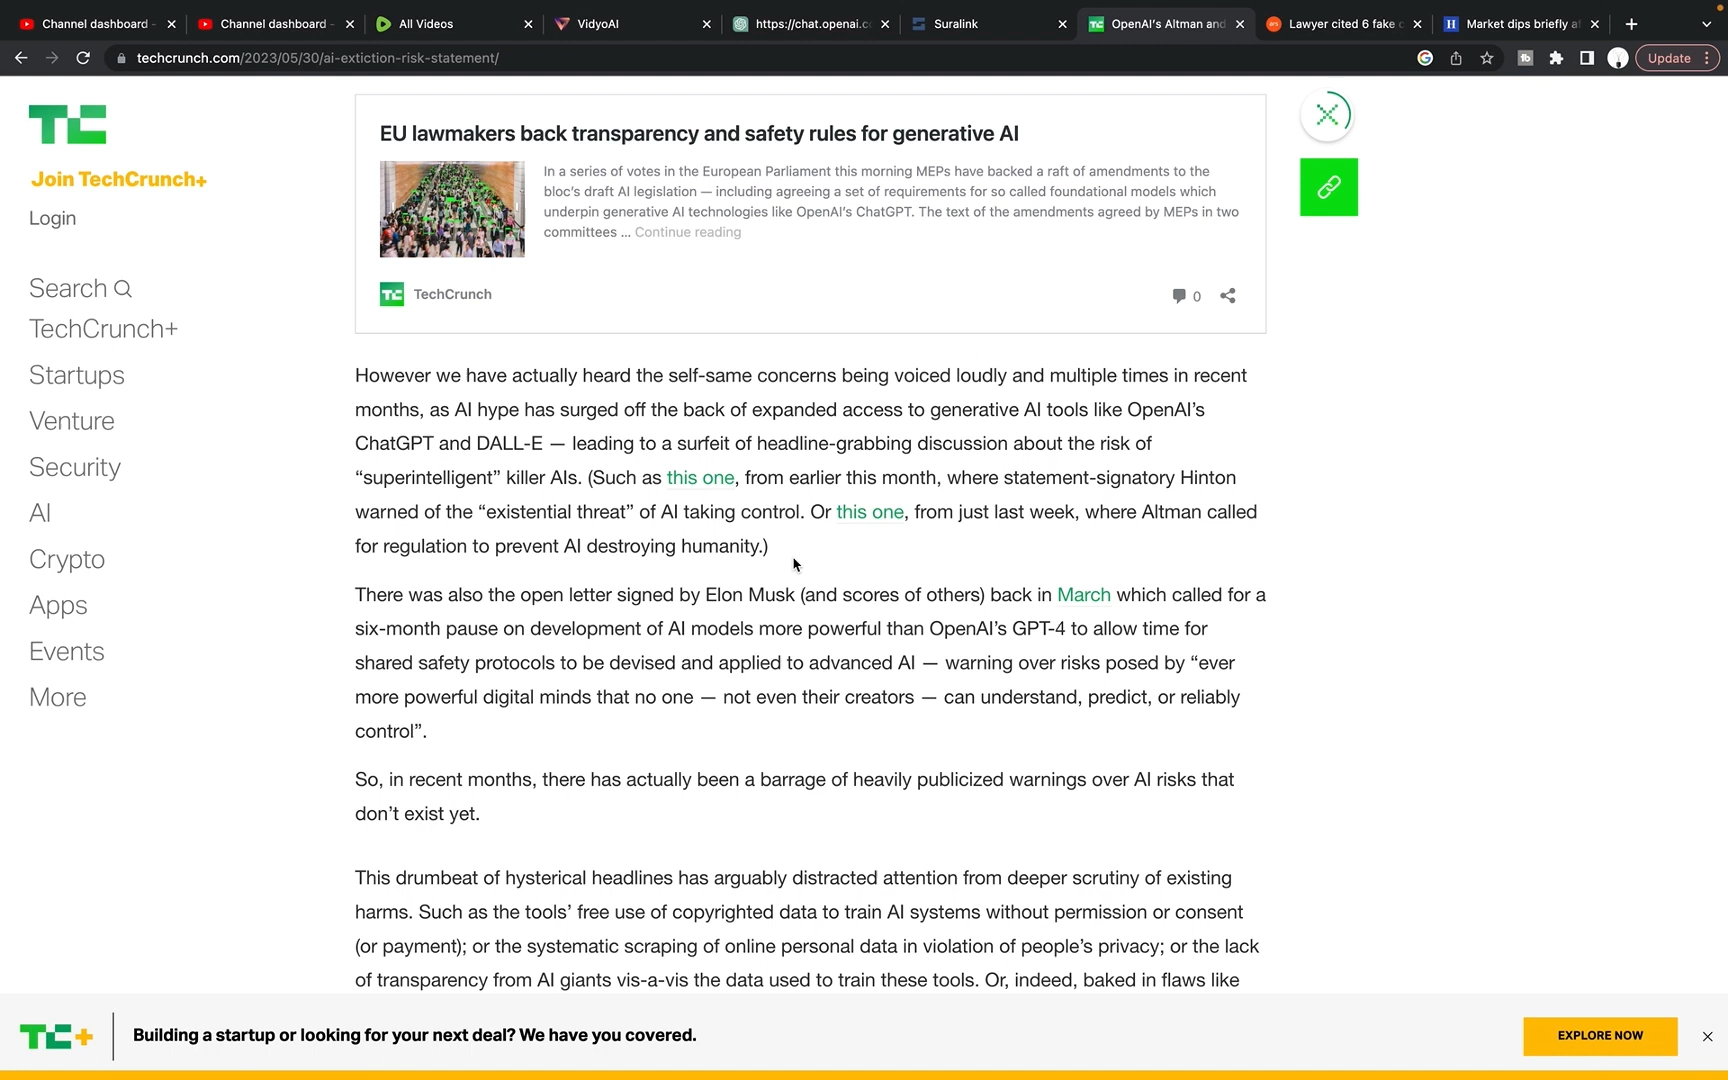 Channel dashboard -
Channel dashboard -
All Videos
VidyoAI
https://chat.openai.c
Suralink
OpenAI's Altman and
Lawyer cited 6 fake c
Market dips briefly a
techcrunch.com/2023/05/30/ai-extiction-risk-statement/
Update
TC
Join TechCrunch+
Login
Search
TechCrunch+
Startups
Venture
Security
AI
Crypto
Apps
Events
More
EU lawmakers back transparency and safety rules for generative AI
In a series of votes in the European Parliament this morning MEPs have backed a raft of amendments to the
bloc's draft AI legislation — including agreeing a set of requirements for so called foundational models which
underpin generative AI technologies like OpenAI's ChatGPT. The text of the amendments agreed by MEPs in two
committees ... Continue reading
TC TechCrunch
0
However we have actually heard the self-same concerns being voiced loudly and multiple times in recent
months, as AI hype has surged off the back of expanded access to generative AI tools like OpenAI's
ChatGPT and DALL-E — leading to a surfeit of headline-grabbing discussion about the risk of
“superintelligent” killer AIs. (Such as this one, from earlier this month, where statement-signatory Hinton
warned of the “existential threat” of AI taking control. Or this one, from just last week, where Altman called
for regulation to prevent AI destroying humanity.)
There was also the open letter signed by Elon Musk (and scores of others) back in March which called for a
six-month pause on development of AI models more powerful than OpenAI's GPT-4 to allow time for
shared safety protocols to be devised and applied to advanced AI — warning over risks posed by “ever
more powerful digital minds that no one — not even their creators — can understand, predict, or reliably
control”.
So, in recent months, there has actually been a barrage of heavily publicized warnings over AI risks that
don't exist yet.
This drumbeat of hysterical headlines has arguably distracted attention from deeper scrutiny of existing
harms. Such as the tools' free use of copyrighted data to train AI systems without permission or consent
(or payment); or the systematic scraping of online personal data in violation of people's privacy; or the lack
of transparency from AI giants vis-a-vis the data used to train these tools. Or, indeed, baked in flaws like
TC+
Building a startup or looking for your next deal? We have you covered.
EXPLORE NOW